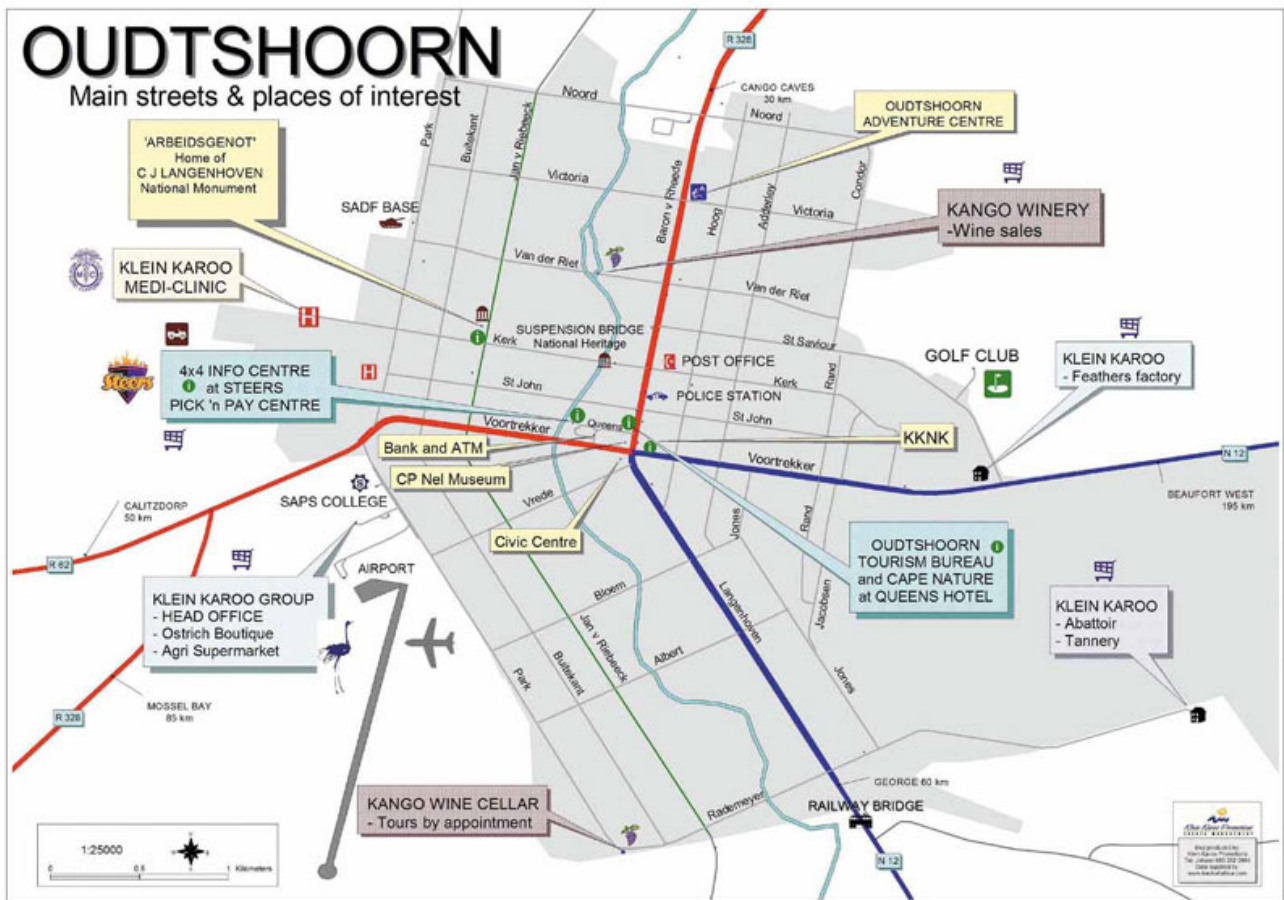 OUDTSHOORN
Main streets & places of interest
R 328
CANGO CAVES
30 km
Noord
Noord
Park
Buitekant
Jan v Riebeeck
'ARBEIDSGENOT'
Home of
C J LANGENHOVEN
National Monument
OUDTSHOORN
ADVENTURE CENTRE
Victoria
Victoria
Baron v Rheede
Hoog
Adderley
Condor
SADF BASE
KANGO WINERY
-Wine sales
Van der Riet
Van der Riet
KLEIN KAROO
MEDI-CLINIC
H
Kerk
SUSPENSION BRIDGE
National Heritage
St Saviour
POST OFFICE
Kerk
Rand
GOLF CLUB
KLEIN KAROO
- Feathers factory
Steers
4x4 INFO CENTRE
i at STEERS
PICK 'n PAY CENTRE
H
St John
POLICE STATION
St John
Queens
Voortrekker
Bank and ATM
KKNK
Voortrekker
N 12
CP Nel Museum
BEAUFORT WEST
195 km
SAPS COLLEGE
Vrede
CALITZDORP
50 km
Civic Centre
Jones
Rand
R 62
AIRPORT
OUDTSHOORN i
TOURISM BUREAU
and CAPE NATURE
at QUEENS HOTEL
KLEIN KAROO GROUP
- HEAD OFFICE
- Ostrich Boutique
- Agri Supermarket
Bloem
Langenhoven
Jacobsen
KLEIN KAROO
- Abattoir
- Tannery
Jan v Riebeeck
Buitekant
Park
Albert
Jones
MOSSEL BAY
85 km
R 328
GEORGE 60 km
Rademeyer
RAILWAY BRIDGE
KANGO WINE CELLAR
- Tours by appointment
N 12
1:25000
0 0.5 1 Kilometers
Klein Karoo Promotions